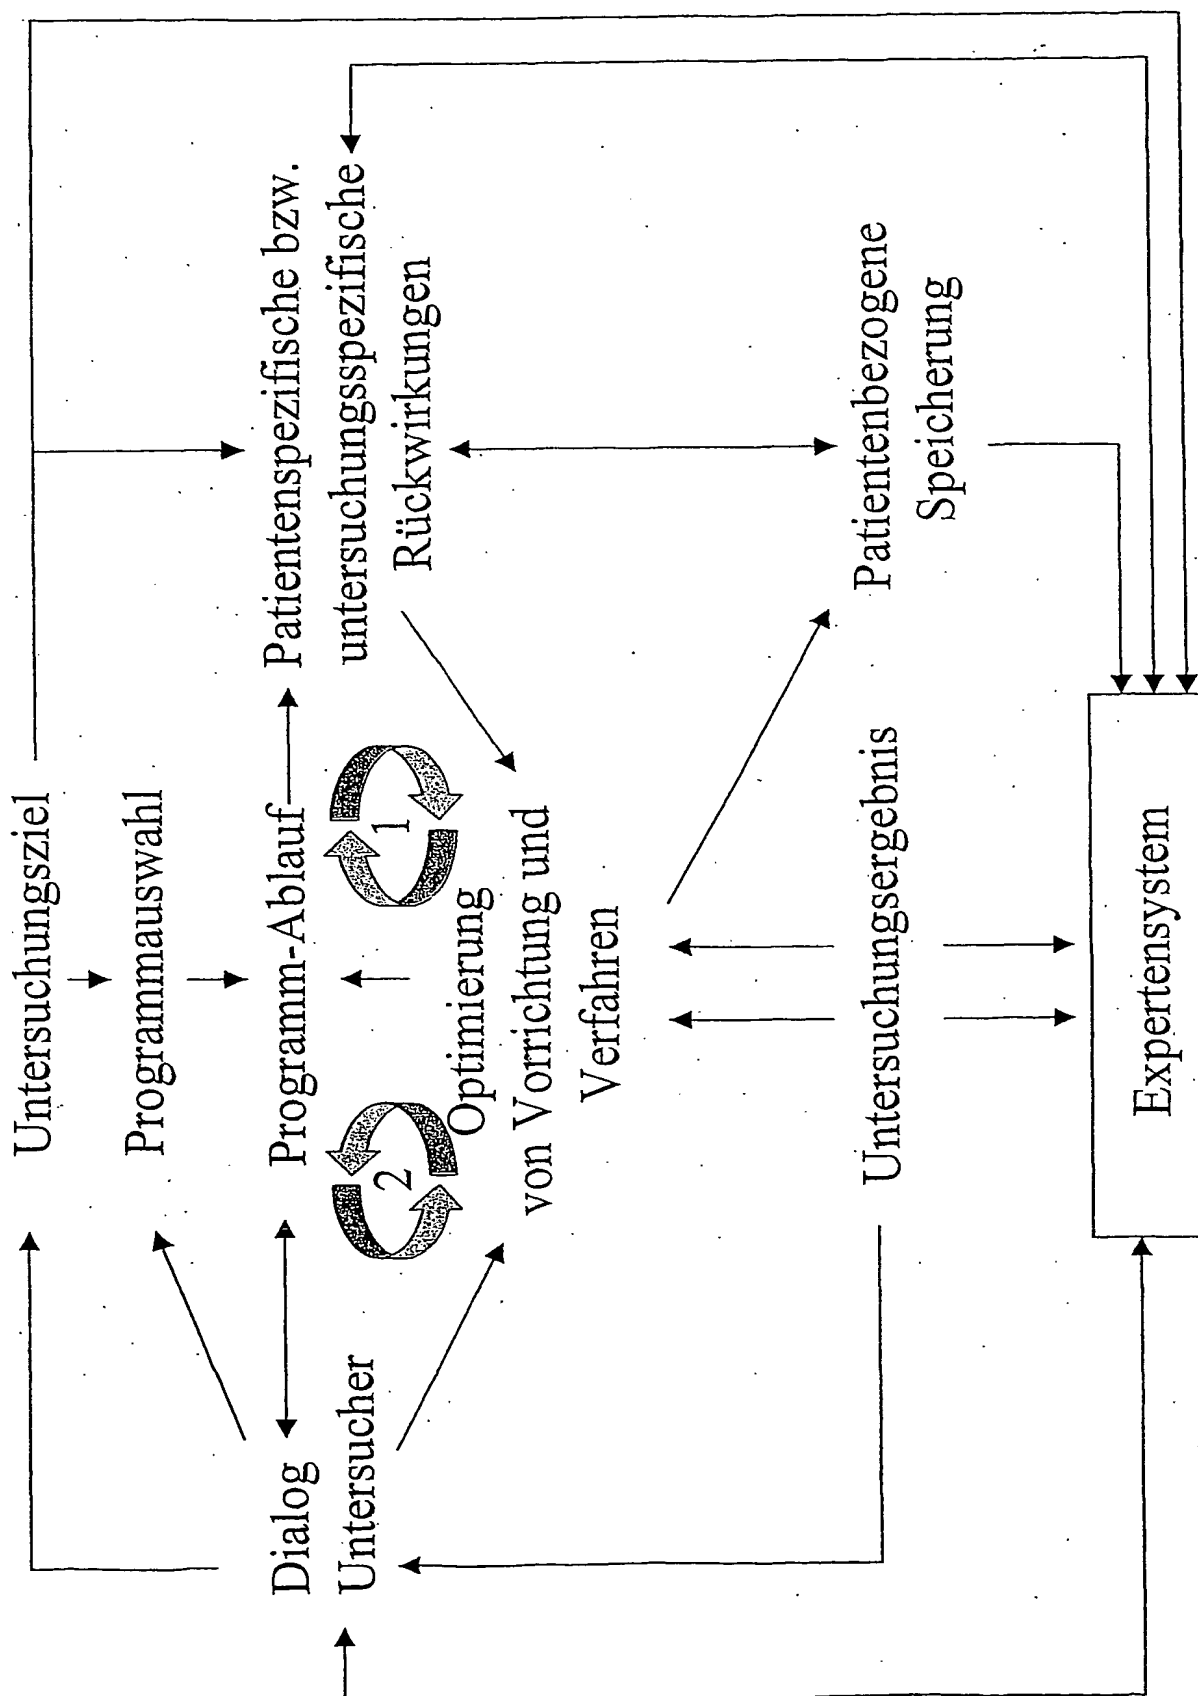 Untersuchungsziel
Programmauswahl
Dialog
Untersucher
Programm-Ablauf
Patientenspezifische bzw.
untersuchungsspezifische
Rückwirkungen
2
1
Optimierung
von Vorrichtung und
Verfahren
Untersuchungsergebnis
Patientenbezogene
Speicherung
Expertensystem